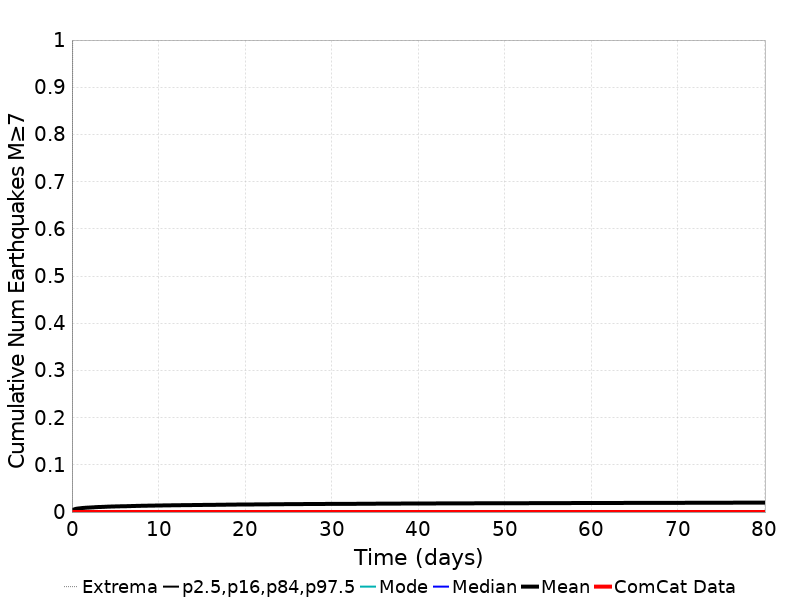 Cumulative Num Earthquakes M≥7
1
0.9
0.8
0.7
0.6
0.5
0.4
0.3
0.2
0.1
0
0 10 20 30 40 50 60 70 80
Time (days)
Extrema p2.5,p16,p84,p97.5 Mode Median Mean ComCat Data